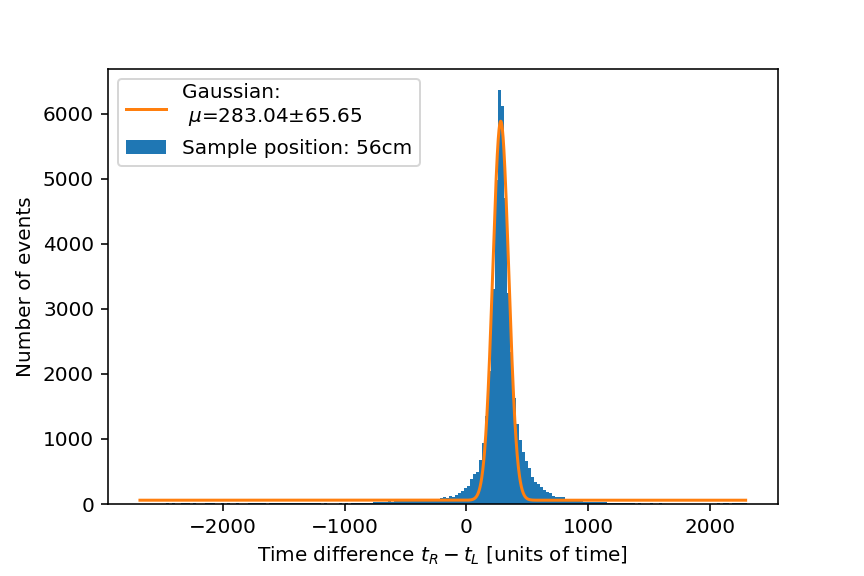 Gaussian:
μ=283.04±65.65
Sample position: 56cm
6000
5000
4000
3000
2000
1000
0
Number of events
−2000 −1000 0 1000 2000
Time difference t_R − t_L [units of time]